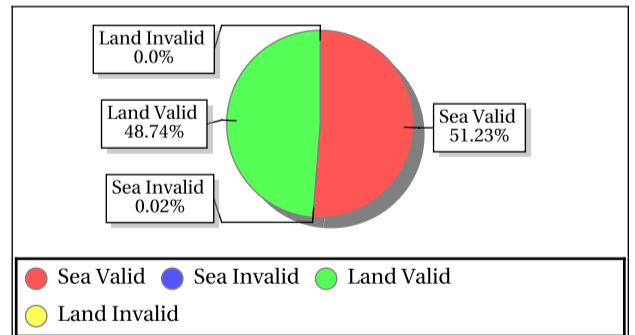 Land Invalid
0.0%
Land Valid
48.74%
Sea Valid
51.23%
Sea Invalid
0.02%
Sea Valid Sea Invalid Land Valid
Land Invalid